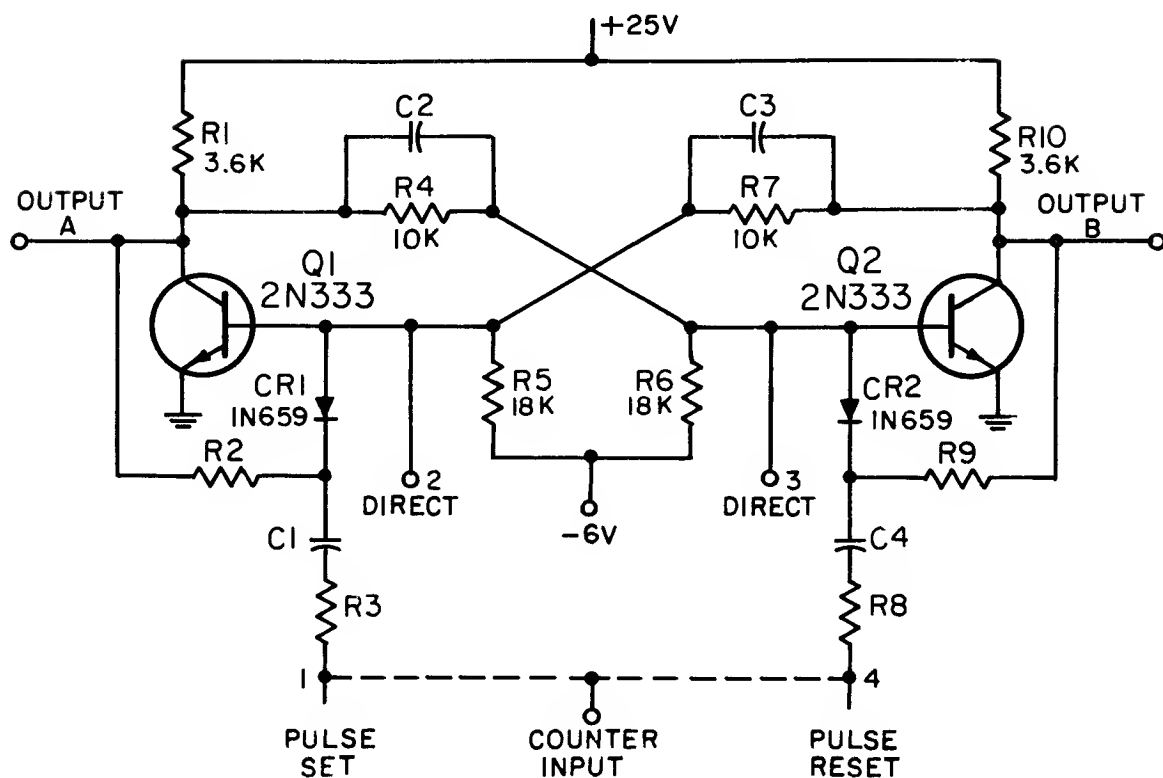 +25V
R1
3.6K
C2
C3
R10
3.6K
R4
10K
R7
10K
OUTPUT
A
OUTPUT
B
Q1
2N333
Q2
2N333
CR1
IN659
R5
18K
R6
18K
CR2
IN659
R2
2
DIRECT
3
DIRECT
R9
-6V
C1
C4
R3
R8
1
4
PULSE
SET
COUNTER
INPUT
PULSE
RESET